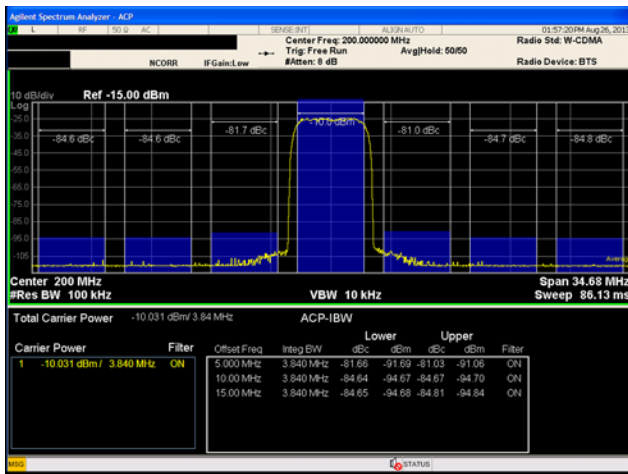 Agilent Spectrum Analyzer - ACP
L RF 50 Ω AC SENSE:INT ALIGN AUTO 01:57:20 PM Aug 26, 2013
Center Freq: 200.000000 MHz Radio Std: W-CDMA
Trig: Free Run Avg|Hold: 50/50
NCORR IFGain:Low #Atten: 8 dB Radio Device: BTS
10 dB/div Ref -15.00 dBm
Log
-25.0
-35.0
-45.0
-55.0
-65.0
-75.0
-85.0
-95.0
-105
-84.6 dBc -84.6 dBc -81.7 dBc -10.0 dBm -81.0 dBc -84.7 dBc -84.8 dBc
Average
Center 200 MHz Span 34.68 MHz
#Res BW 100 kHz VBW 10 kHz Sweep 86.13 ms
Total Carrier Power -10.031 dBm/ 3.84 MHz ACP-IBW
Lower Upper
Carrier Power Filter Offset Freq Integ BW dBc dBm dBc dBm Filter
1 -10.031 dBm / 3.840 MHz ON 5.000 MHz 3.840 MHz -81.66 -91.69 -81.03 -91.06 ON
10.00 MHz 3.840 MHz -84.64 -94.67 -84.67 -94.70 ON
15.00 MHz 3.840 MHz -84.65 -94.68 -84.81 -94.84 ON
MSG STATUS